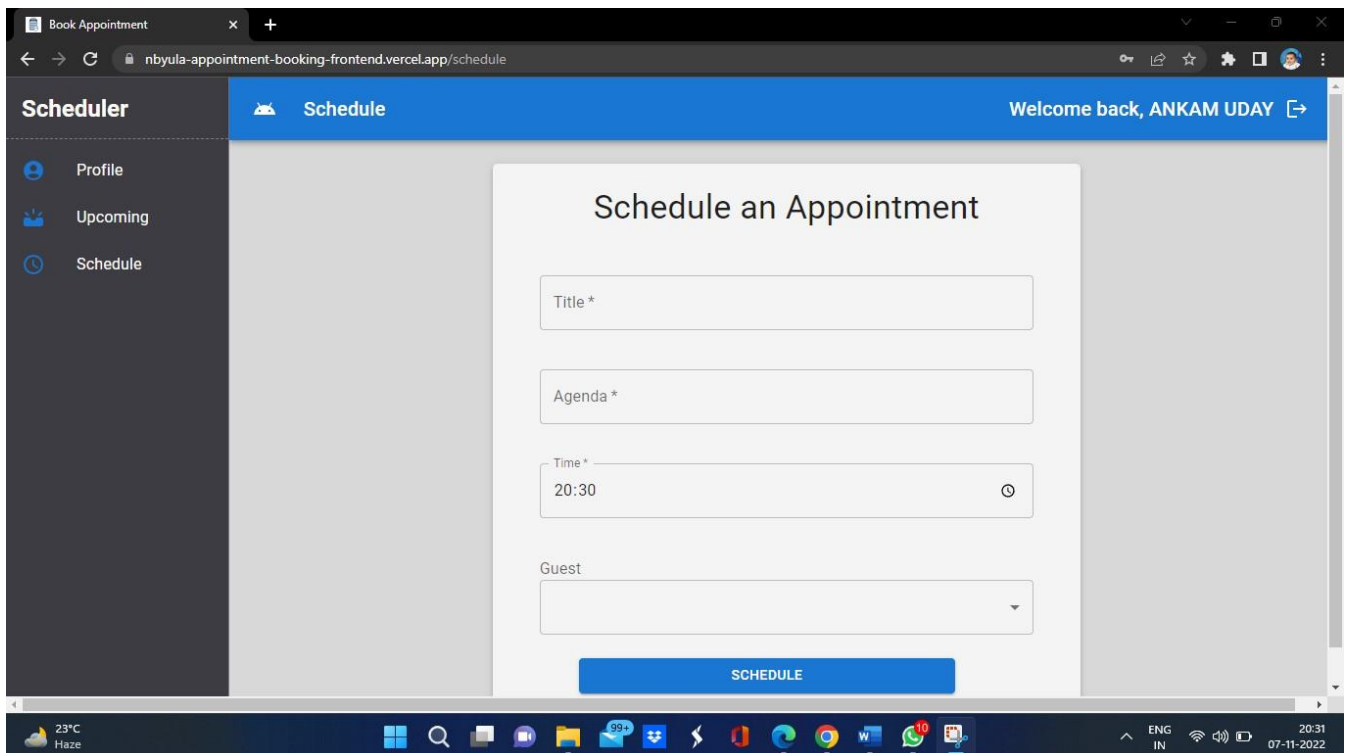 Book Appointment
nbyula-appointment-booking-frontend.vercel.app/schedule
Scheduler
Schedule
Welcome back, ANKAM UDAY
Profile
Upcoming
Schedule
Schedule an Appointment
Title *
Agenda *
Time *
20:30
Guest
SCHEDULE
23°C
Haze
99+
10
ENG
IN
20:31
07-11-2022